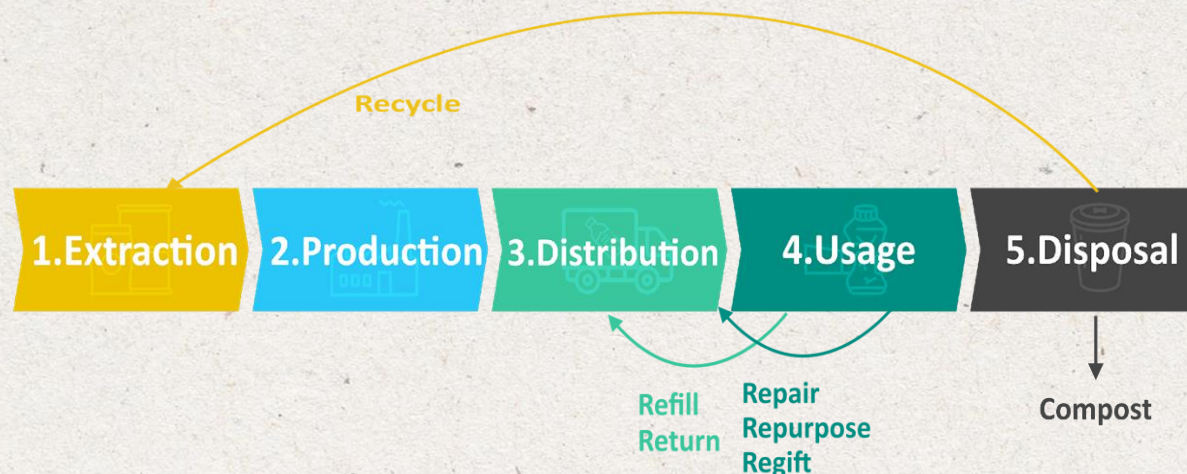 Recycle
1.Extraction
2.Production
3.Distribution
4.Usage
5.Disposal
Refill
Return
Repair
Repurpose
Regift
Compost